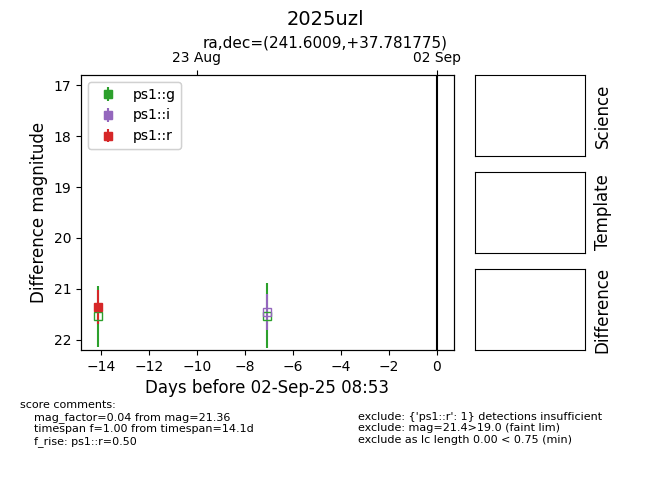 2025uzl
ra,dec=(241.6009,+37.781775)
23 Aug 02 Sep
ps1::g
ps1::i
ps1::r
17
18
19
20
21
22
Difference magnitude
−14 −12 −10 −8 −6 −4 −2 0
Days before 02-Sep-25 08:53
Science
Template
Difference
score comments:
mag_factor=0.04 from mag=21.36
timespan f=1.00 from timespan=14.1d
f_rise: ps1::r=0.50
exclude: {'ps1::r': 1} detections insufficient
exclude: mag=21.4>19.0 (faint lim)
exclude as lc length 0.00 < 0.75 (min)